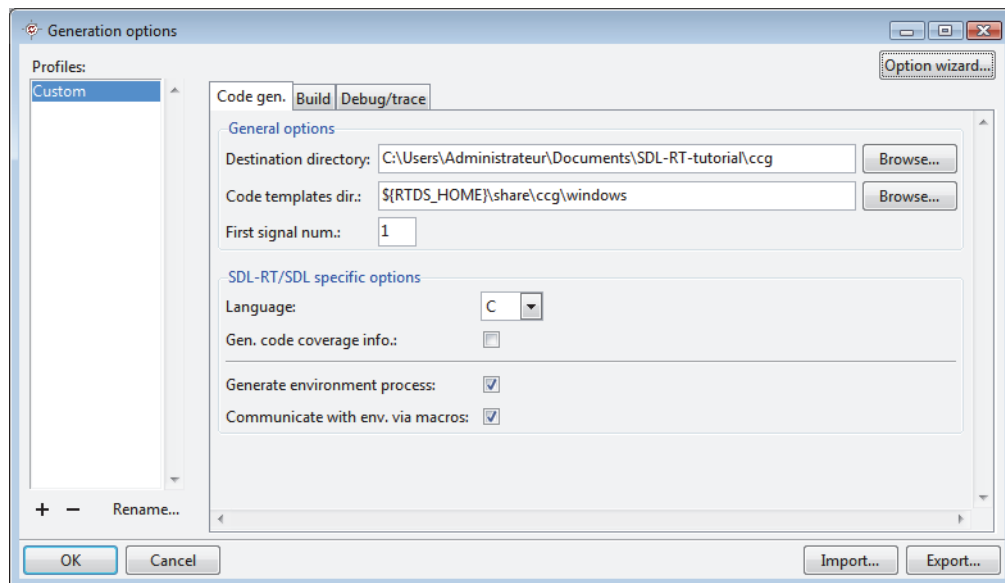 Generation options
Profiles:
Option wizard...
Custom
Code gen. Build Debug/trace
General options
Destination directory: C:\Users\Administrateur\Documents\SDL-RT-tutorial\ccg Browse...
Code templates dir.: ${RTDS_HOME}\share\ccg\windows Browse...
First signal num.: 1
SDL-RT/SDL specific options
Language: C
Gen. code coverage info.:
Generate environment process:
Communicate with env. via macros:
Rename...
OK Cancel Import... Export...